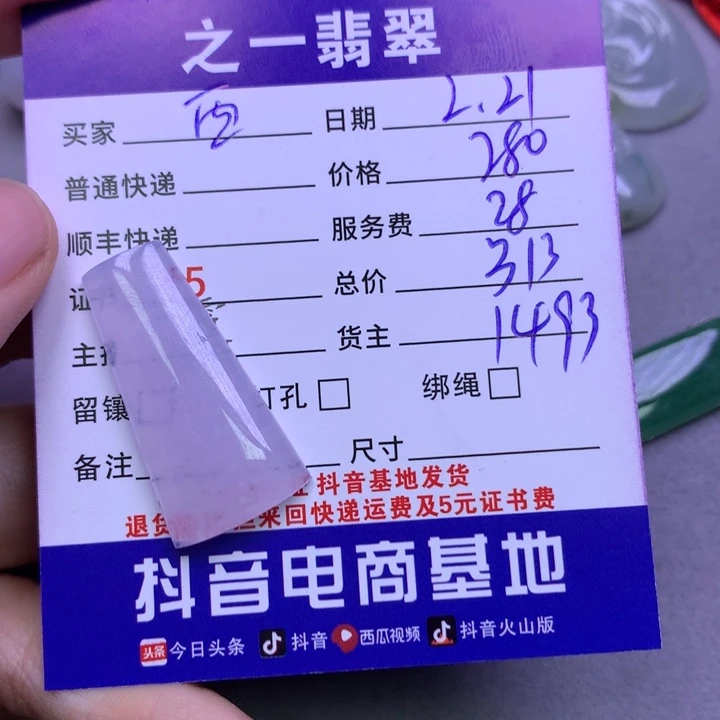 之一翡翠
买家 日期 2.21
普通快递 价格 280
顺丰快递 服务费 28
证 5 总价 313
主 货主 1493
留镶 打孔 绑绳
备注 尺寸
抖音基地发货
退货 来回快递运费及5元证书费
抖音电商基地
头条 今日头条 抖音 西瓜视频 抖音火山版